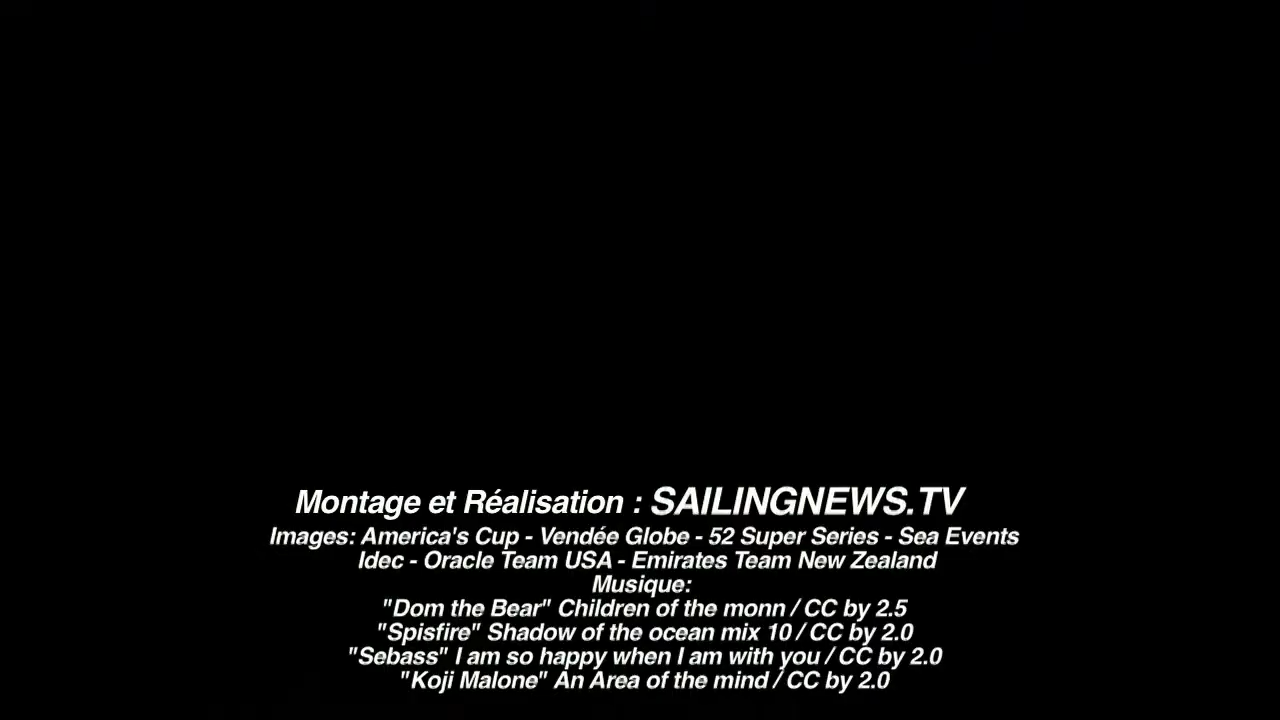 Montage et Réalisation : SAILINGNEWS.TV
Images: America's Cup - Vendée Globe - 52 Super Series - Sea Events
Idec - Oracle Team USA - Emirates Team New Zealand
Musique:
"Dom the Bear" Children of the monn / CC by 2.5
"Spisfire" Shadow of the ocean mix 10 / CC by 2.0
"Sebass" I am so happy when I am with you / CC by 2.0
"Koji Malone" An Area of the mind / CC by 2.0